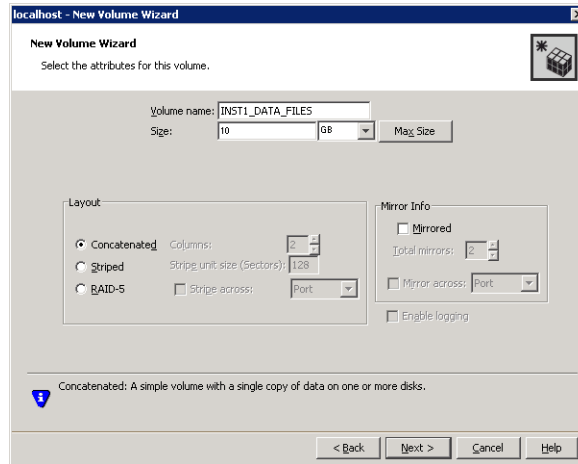 localhost - New Volume Wizard
New Volume Wizard
Select the attributes for this volume.
Volume name: INST1_DATA_FILES
Size: 10 GB Max Size
Layout
Mirror Info
Mirrored
Concatenated Columns: 2
Total mirrors: 2
Striped Stripe unit size (Sectors): 128
RAID-5 Stripe across: Port
Mirror across: Port
Enable logging
Concatenated: A simple volume with a single copy of data on one or more disks.
< Back Next > Cancel Help